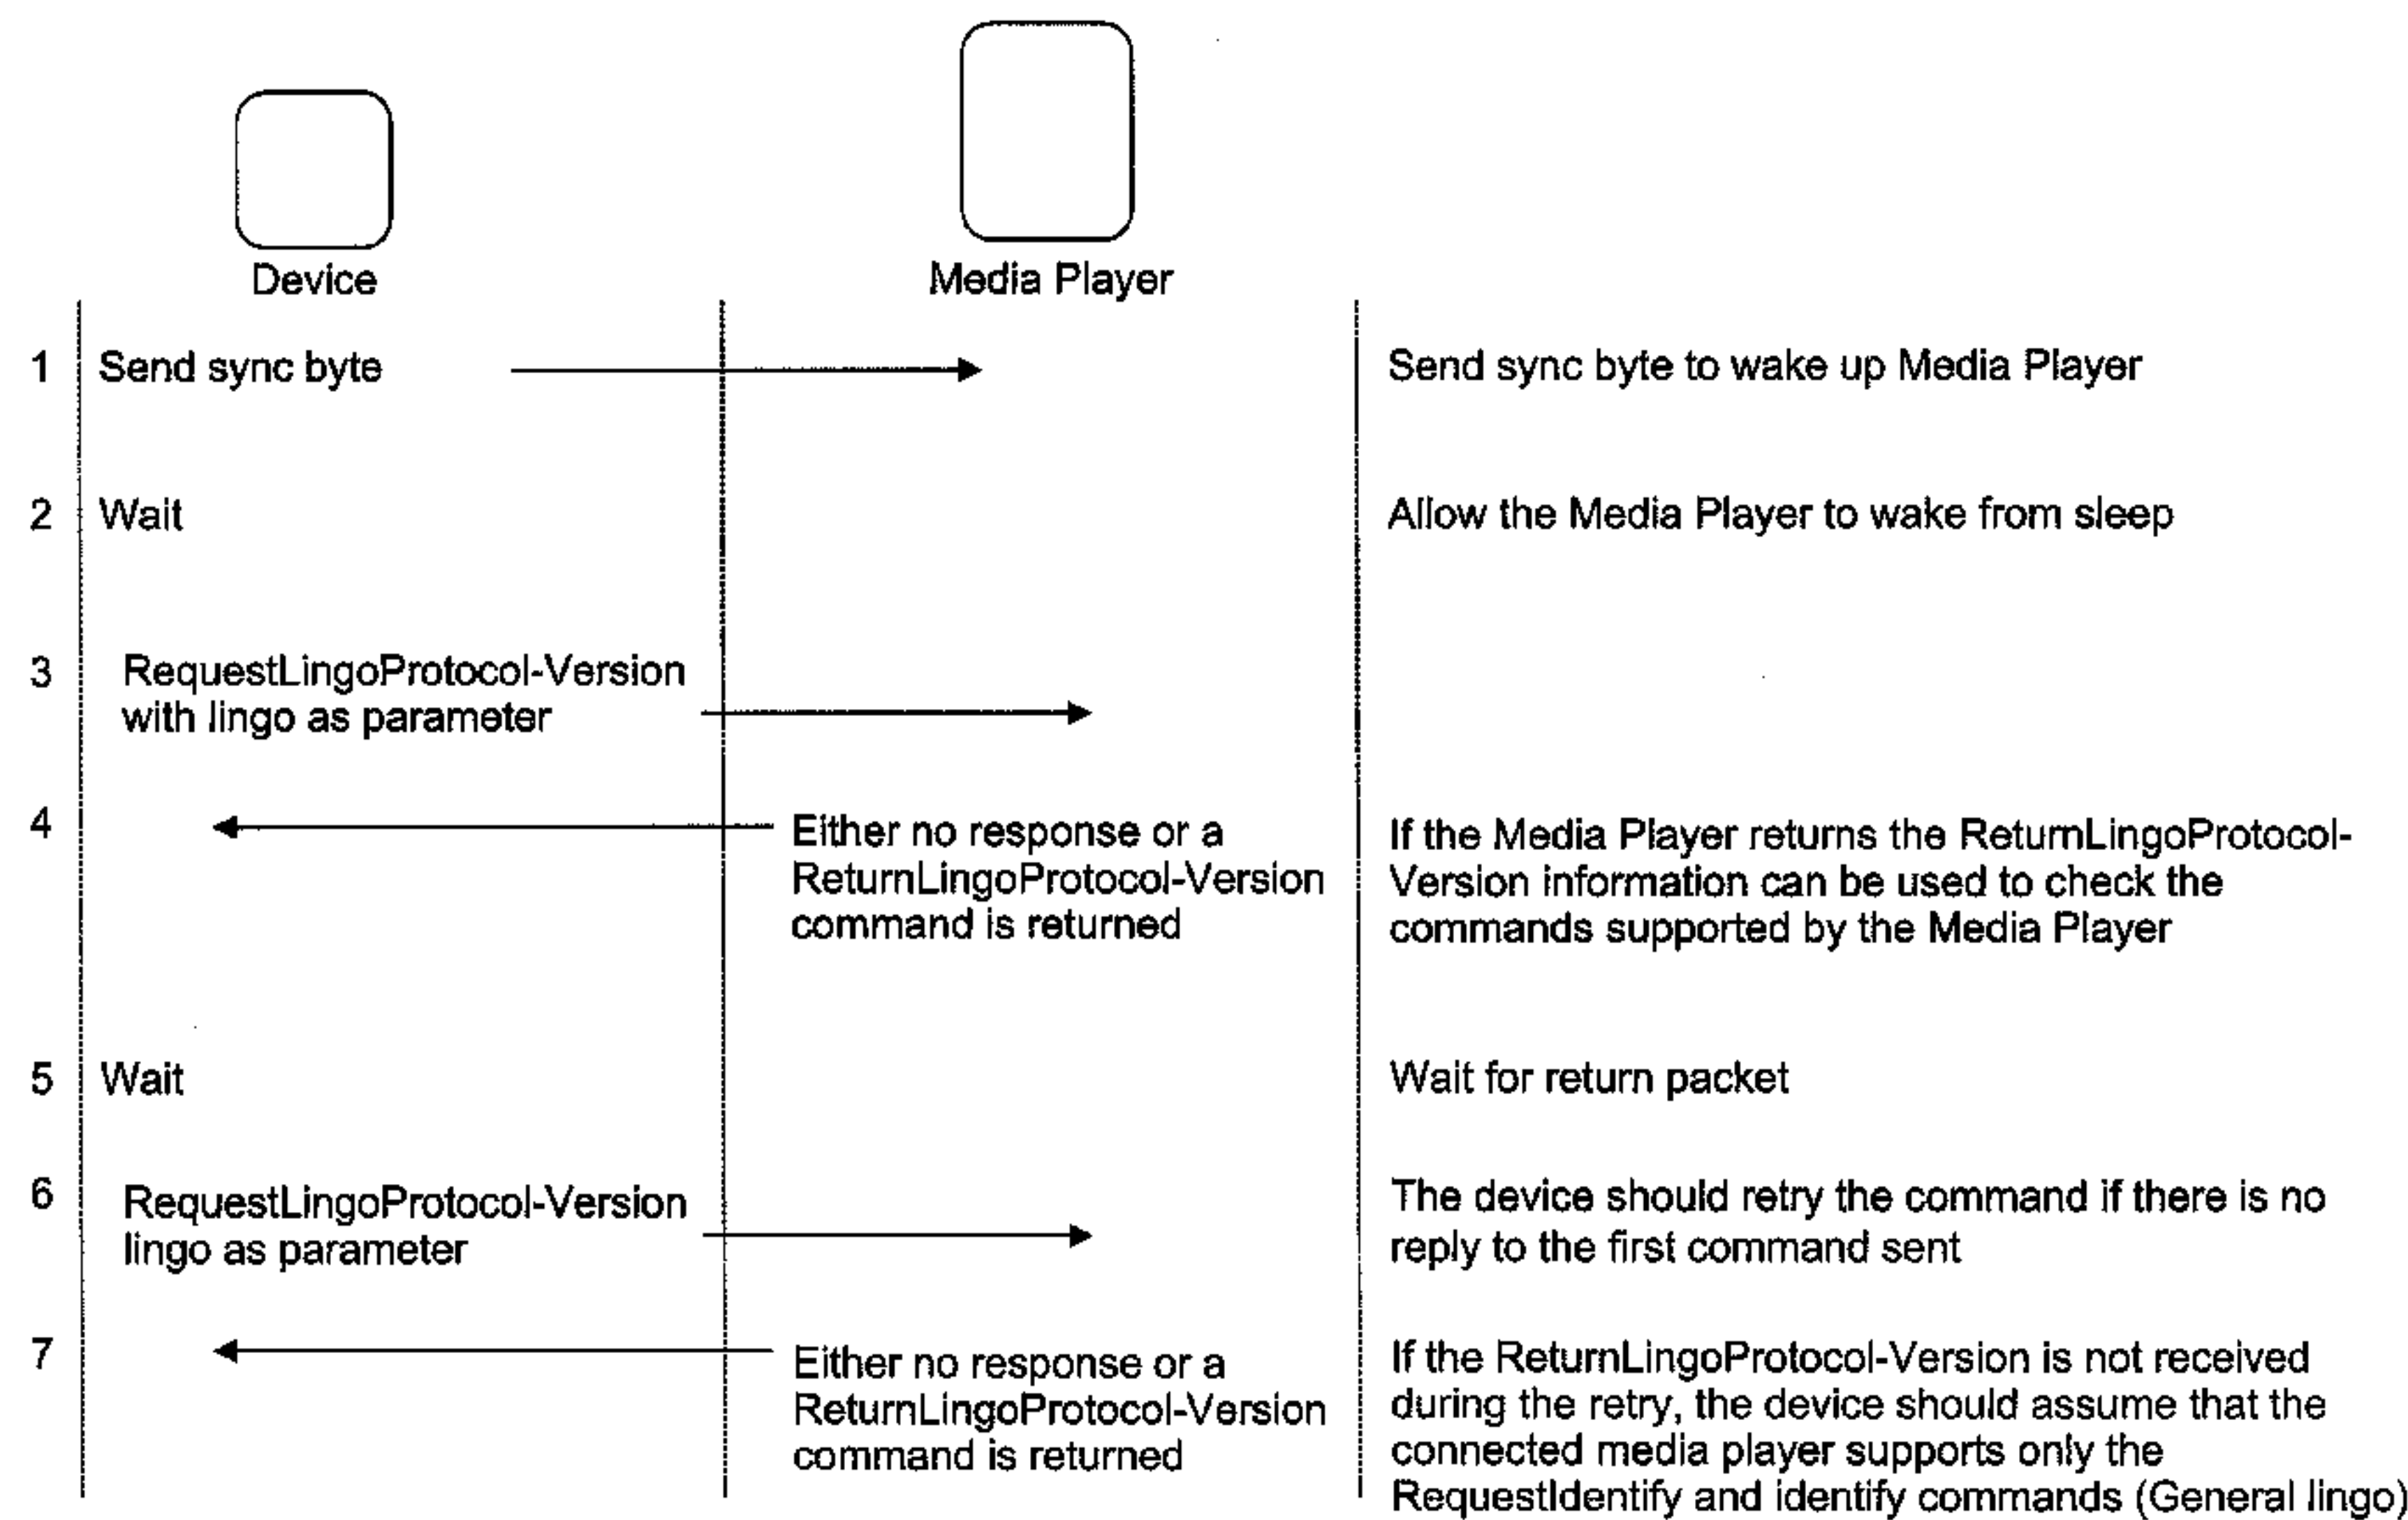 Device
Media Player
1 Send sync byte
Send sync byte to wake up Media Player
2 Wait
Allow the Media Player to wake from sleep
3 RequestLingoProtocol-Version
with lingo as parameter
4
Either no response or a
ReturnLingoProtocol-Version
command is returned
If the Media Player returns the ReturnLingoProtocol-
Version information can be used to check the
commands supported by the Media Player
5 Wait
Wait for return packet
6 RequestLingoProtocol-Version
lingo as parameter
The device should retry the command if there is no
reply to the first command sent
7
Either no response or a
ReturnLingoProtocol-Version
command is returned
If the ReturnLingoProtocol-Version is not received
during the retry, the device should assume that the
connected media player supports only the
RequestIdentify and identify commands (General lingo)